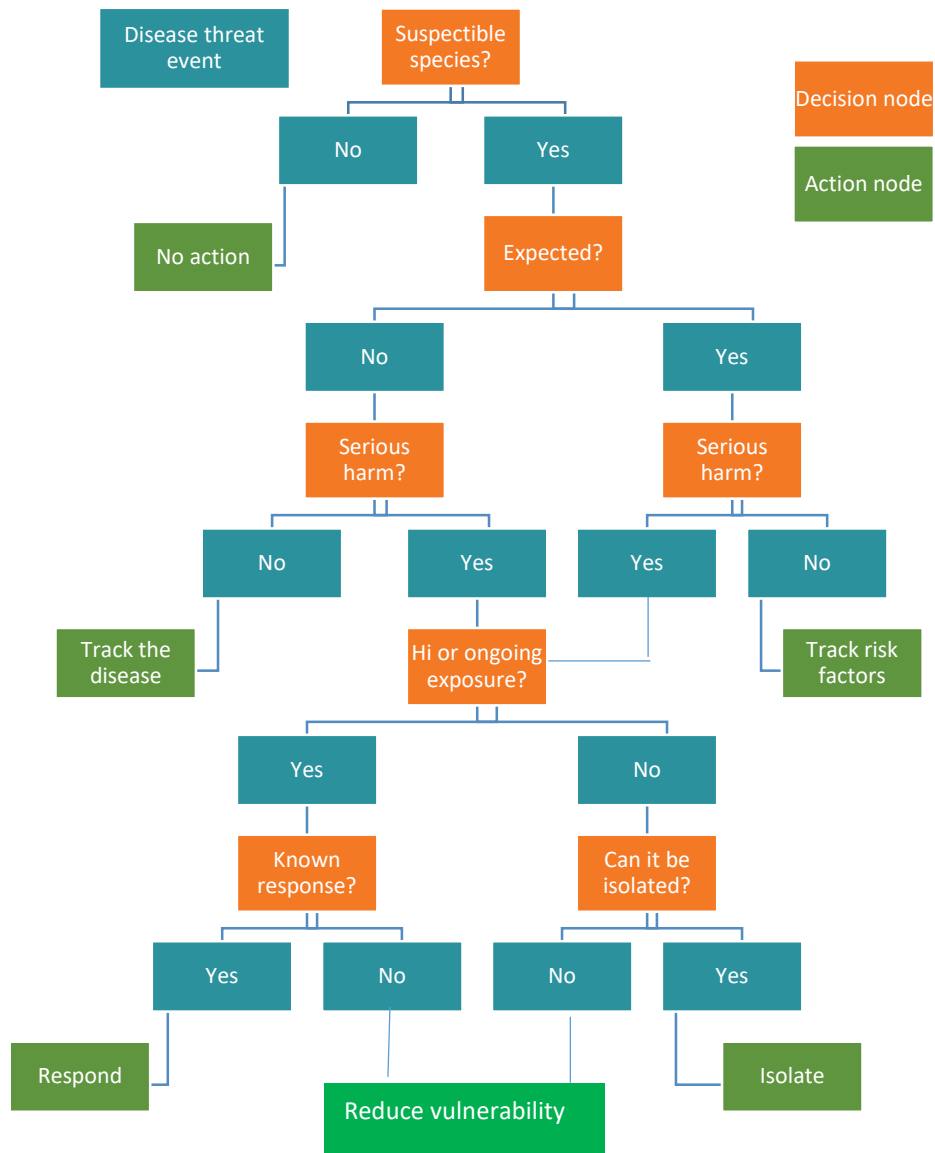 Disease threat
event
Suspectible
species?
Decision node
Action node
No
Yes
No action
Expected?
No
Yes
Serious
harm?
Serious
harm?
No
Yes
Yes
No
Track the
disease
Hi or ongoing
exposure?
Track risk
factors
Yes
No
Known
response?
Can it be
isolated?
Yes
No
No
Yes
Respond
Reduce vulnerability
Isolate